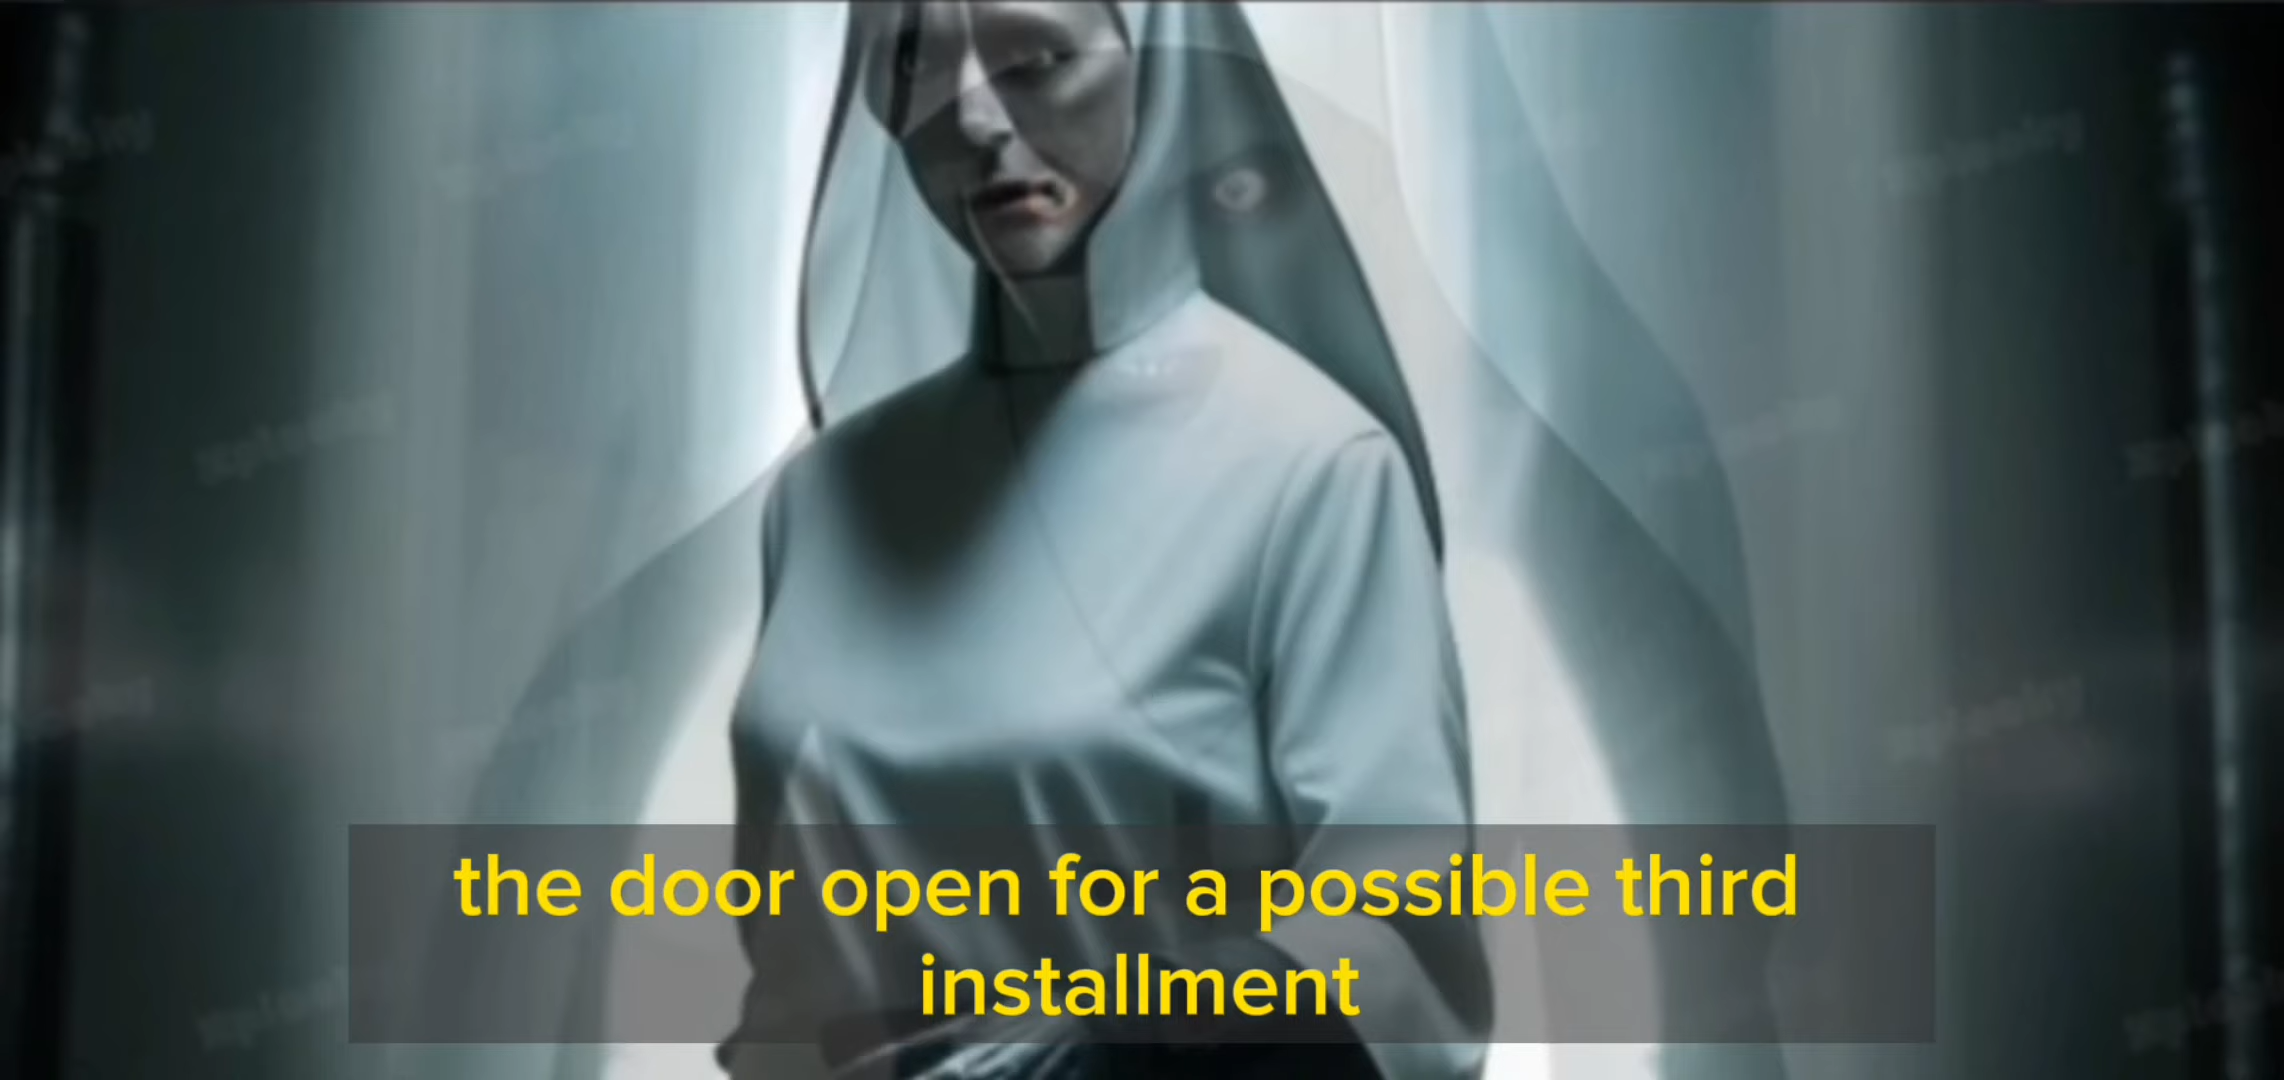 the door open for a possible third
installment